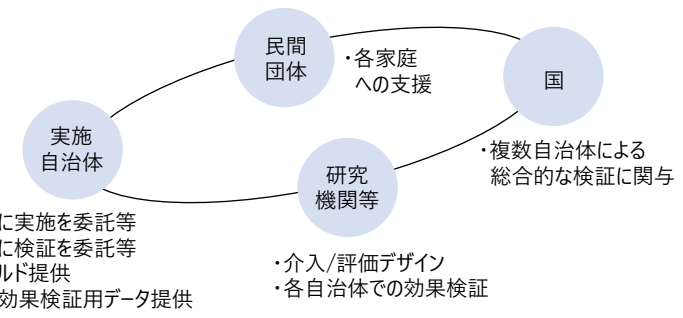 民間
団体
・各家庭
への支援
国
・複数自治体による
総合的な検証に関与
実施
自治体
研究
機関等
に実施を委託等
に検証を委託等
ルド提供
効果検証用データ提供
・介入/評価デザイン
・各自治体での効果検証